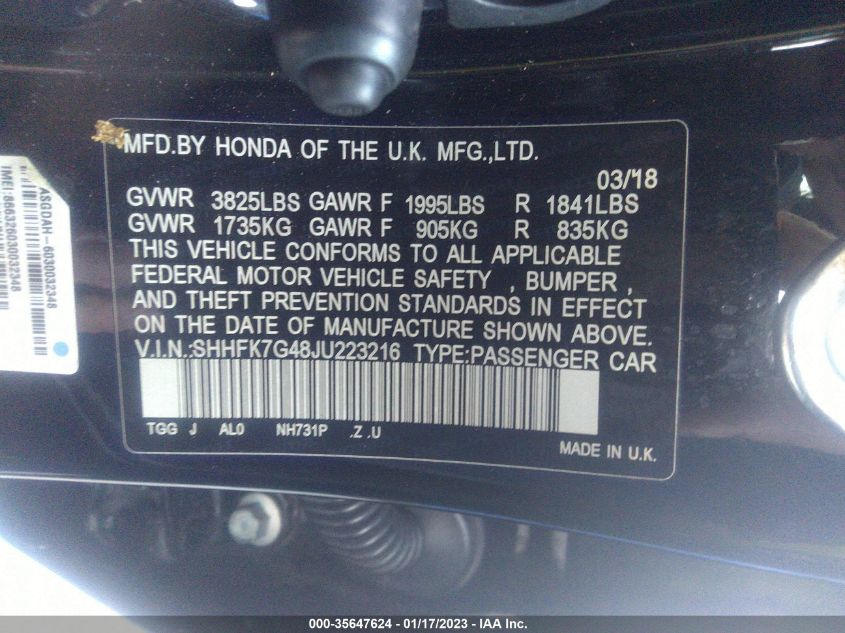 MFD.BY HONDA OF THE U.K. MFG.,LTD.
03/18
GVWR 3825LBS GAWR F 1995LBS R 1841LBS
GVWR 1735KG GAWR F 905KG R 835KG
THIS VEHICLE CONFORMS TO ALL APPLICABLE
FEDERAL MOTOR VEHICLE SAFETY , BUMPER ,
AND THEFT PREVENTION STANDARDS IN EFFECT
ON THE DATE OF MANUFACTURE SHOWN ABOVE.
V.I.N.:SHHFK7G48JU223216 TYPE:PASSENGER CAR
TGG J AL0 NH731P .Z .U
MADE IN U.K.
ASGDAH-6030032348
000-35647624 - 01/17/2023 - IAA Inc.